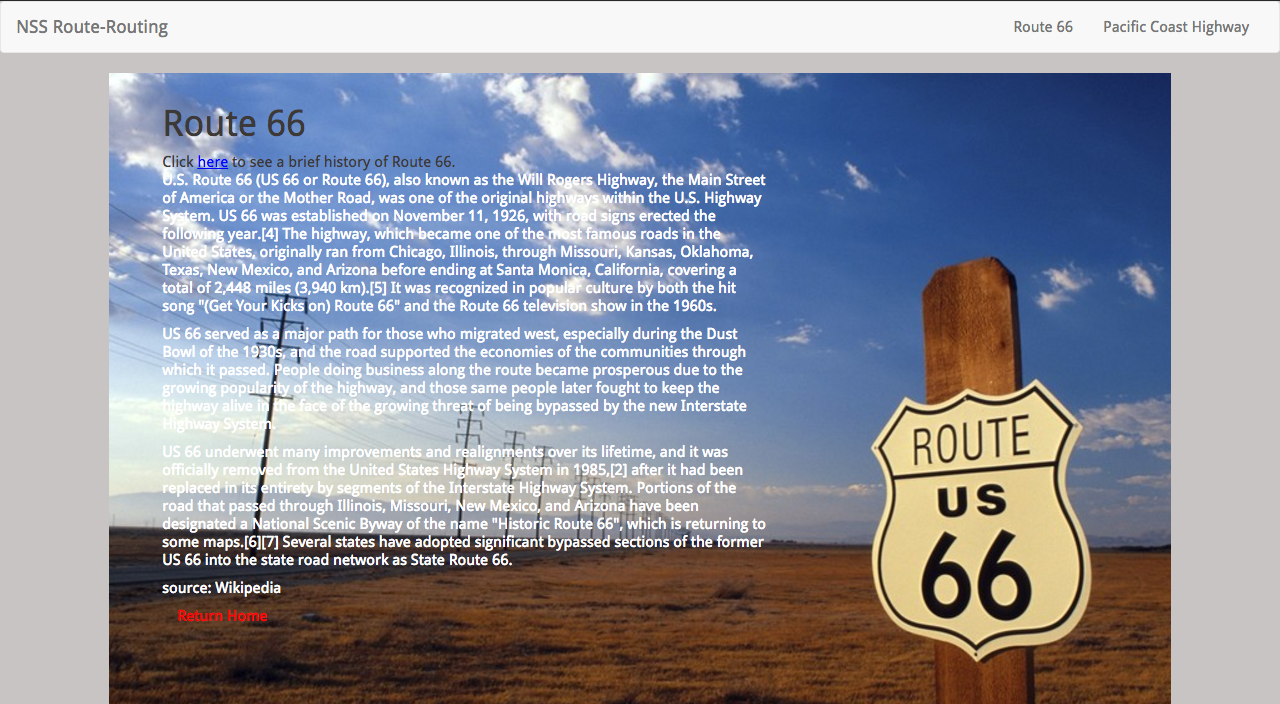 NSS Route-Routing
Route 66
Pacific Coast Highway
Route 66
Click here to see a brief history of Route 66.
U.S. Route 66 (US 66 or Route 66), also known as the Will Rogers Highway, the Main Street
of America or the Mother Road, was one of the original highways within the U.S. Highway
System. US 66 was established on November 11, 1926, with road signs erected the
following year.[4] The highway, which became one of the most famous roads in the
United States, originally ran from Chicago, Illinois, through Missouri, Kansas, Oklahoma,
Texas, New Mexico, and Arizona before ending at Santa Monica, California, covering a
total of 2,448 miles (3,940 km).[5] It was recognized in popular culture by both the hit
song "(Get Your Kicks on) Route 66" and the Route 66 television show in the 1960s.
US 66 served as a major path for those who migrated west, especially during the Dust
Bowl of the 1930s, and the road supported the economies of the communities through
which it passed. People doing business along the route became prosperous due to the
growing popularity of the highway, and those same people later fought to keep the
highway alive in the face of the growing threat of being bypassed by the new Interstate
Highway System.
US 66 underwent many improvements and realignments over its lifetime, and it was
officially removed from the United States Highway System in 1985,[2] after it had been
replaced in its entirety by segments of the Interstate Highway System. Portions of the
road that passed through Illinois, Missouri, New Mexico, and Arizona have been
designated a National Scenic Byway of the name "Historic Route 66", which is returning to
some maps.[6][7] Several states have adopted significant bypassed sections of the former
US 66 into the state road network as State Route 66.
source: Wikipedia
Return Home
ROUTE
US
66